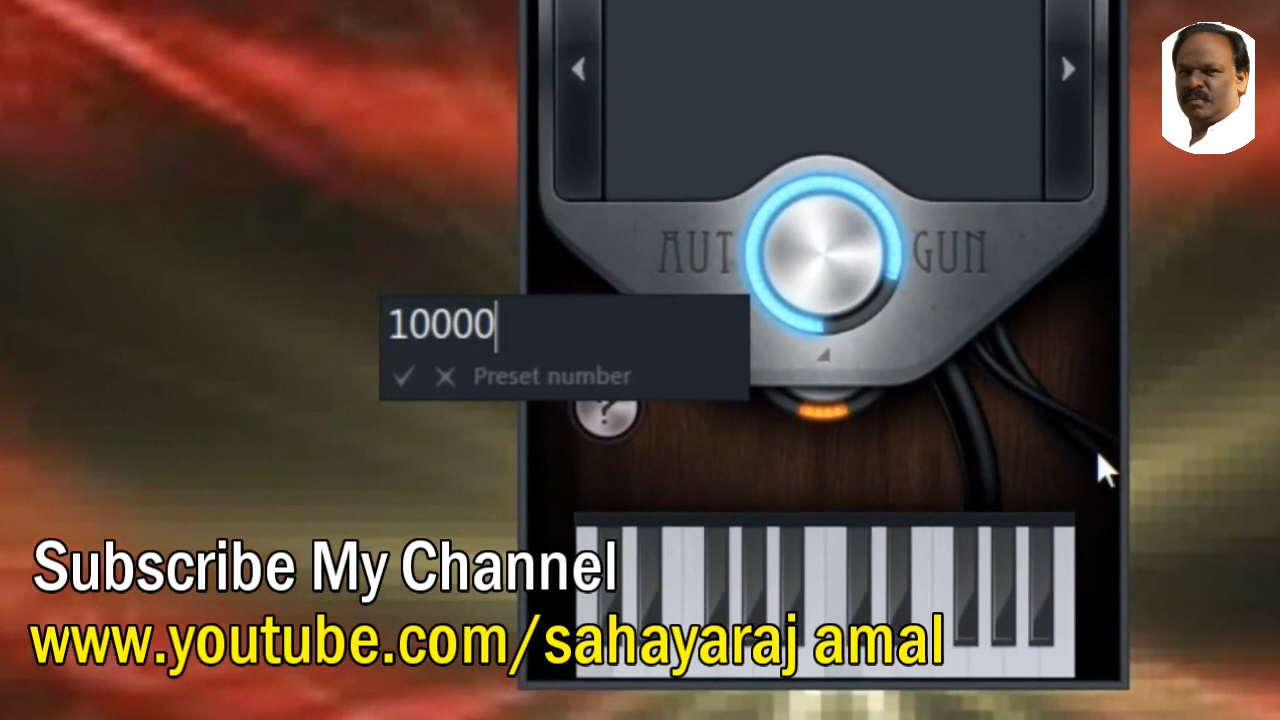 AUT GUN
10000
Preset number
?
Subscribe My Channel
www.youtube.com/sahayaraj amal